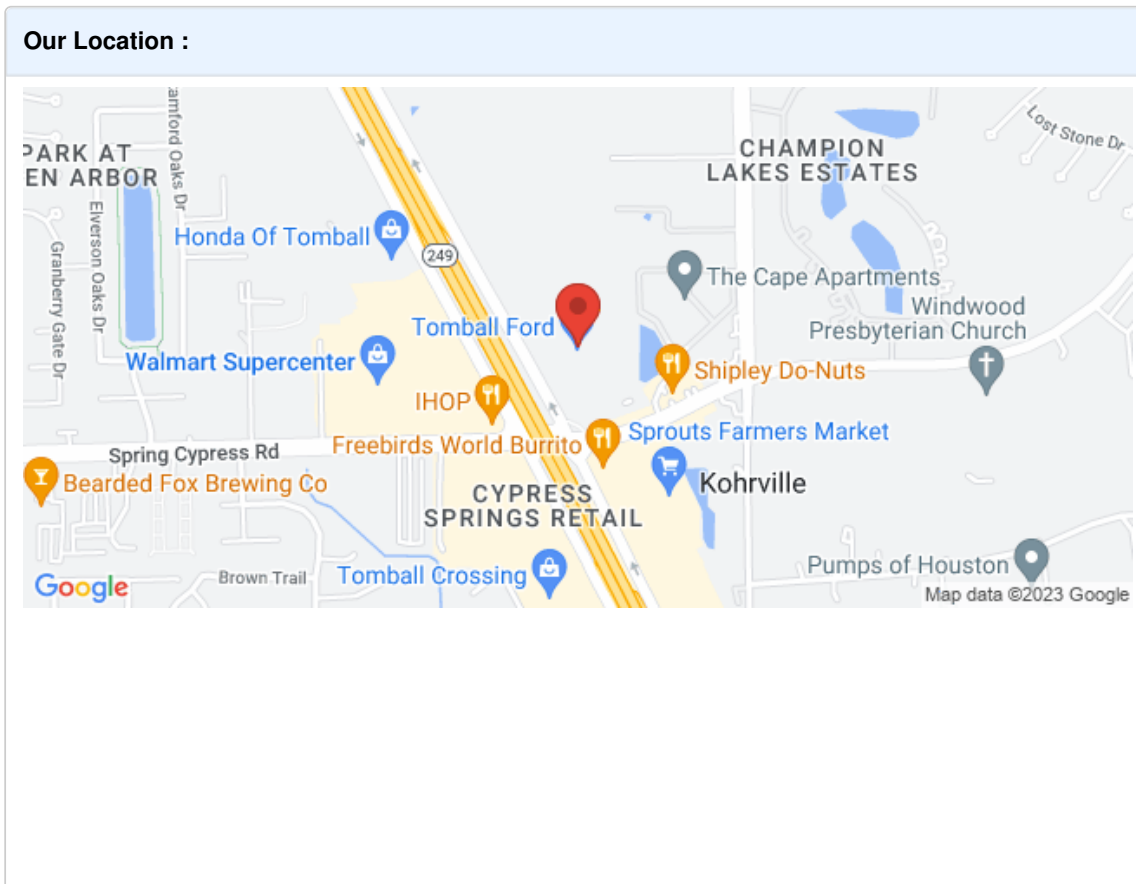 Our Location :
amford Oaks Dr
PARK AT
EN ARBOR
Lost Stone Dr
CHAMPION
LAKES ESTATES
Elverson Oaks Dr
Granberry Gate Dr
Honda Of Tomball
249
The Cape Apartments
Windwood
Presbyterian Church
Tomball Ford
Walmart Supercenter
Shipley Do-Nuts
IHOP
Freebirds World Burrito
Sprouts Farmers Market
Spring Cypress Rd
Bearded Fox Brewing Co
CYPRESS
SPRINGS RETAIL
Kohrville
Brown Trail
Tomball Crossing
Pumps of Houston
Google
Map data ©2023 Google